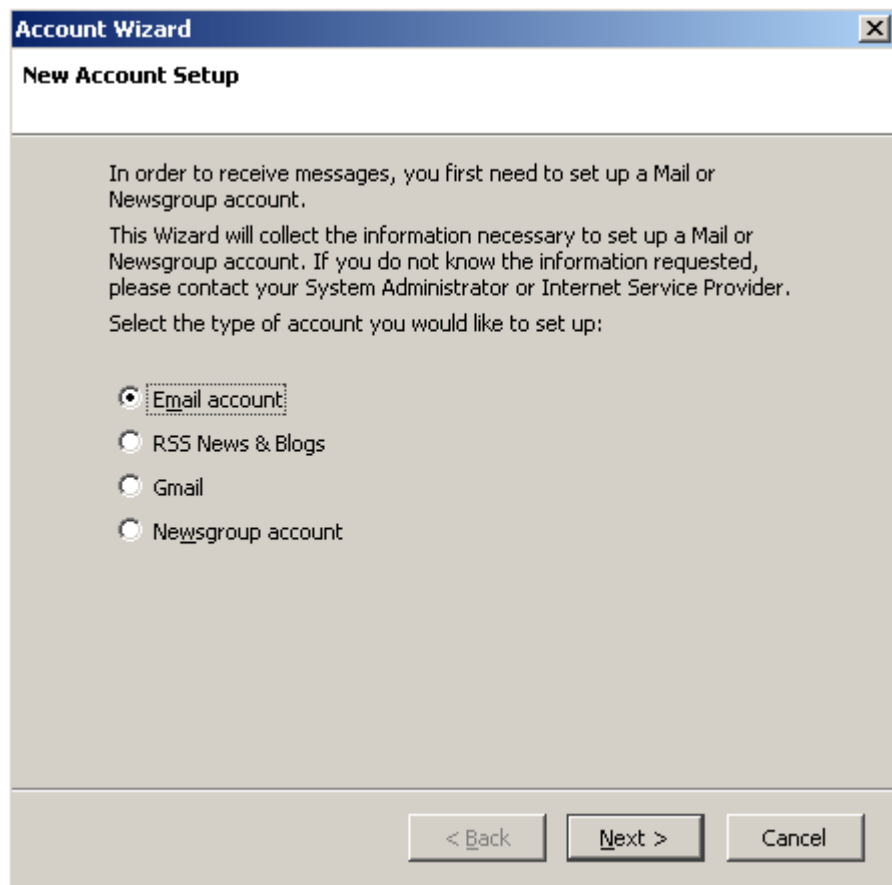 Account Wizard
New Account Setup
In order to receive messages, you first need to set up a Mail or
Newsgroup account.
This Wizard will collect the information necessary to set up a Mail or
Newsgroup account. If you do not know the information requested,
please contact your System Administrator or Internet Service Provider.
Select the type of account you would like to set up:
Email account
RSS News & Blogs
Gmail
Newsgroup account
< Back Next > Cancel